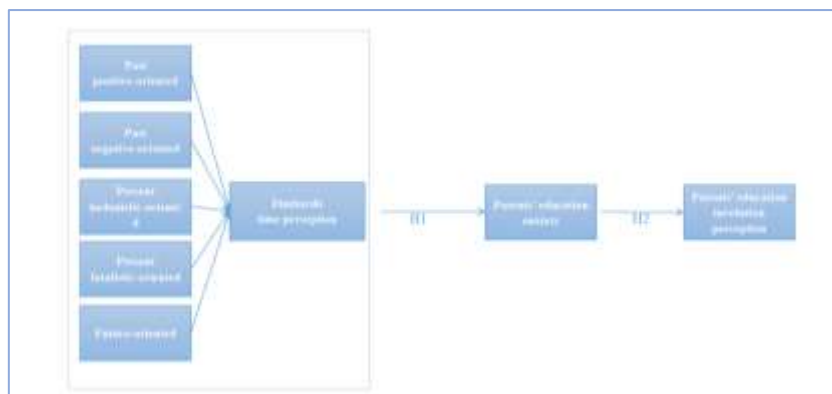 Past
positive-oriented
Past
negative-oriented
Present
hedonistic-oriente
d
Present
fatalistic-oriented
Future-oriented
time perception
H1
Parents' education
anxiety
H2
Parents' education
involution
perception